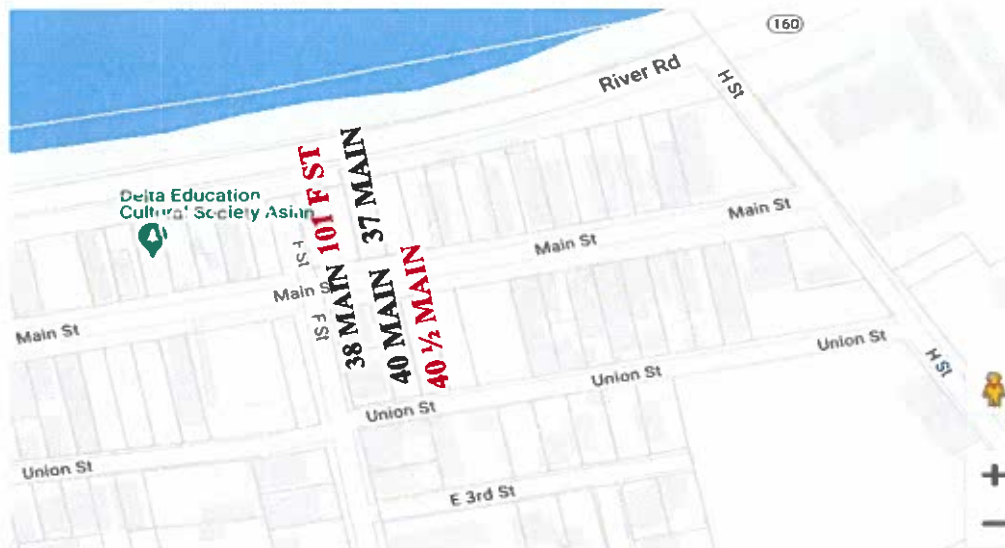 160
River Rd
H St
Delta Education
Cultural Society Asian
101 F ST
37 MAIN
F St
Main St
Main St
Main St
Main St
F St
38 MAIN
40 MAIN
40 ½ MAIN
Union St
Union St
Union St
Union St
H St
E 3rd St
+
−